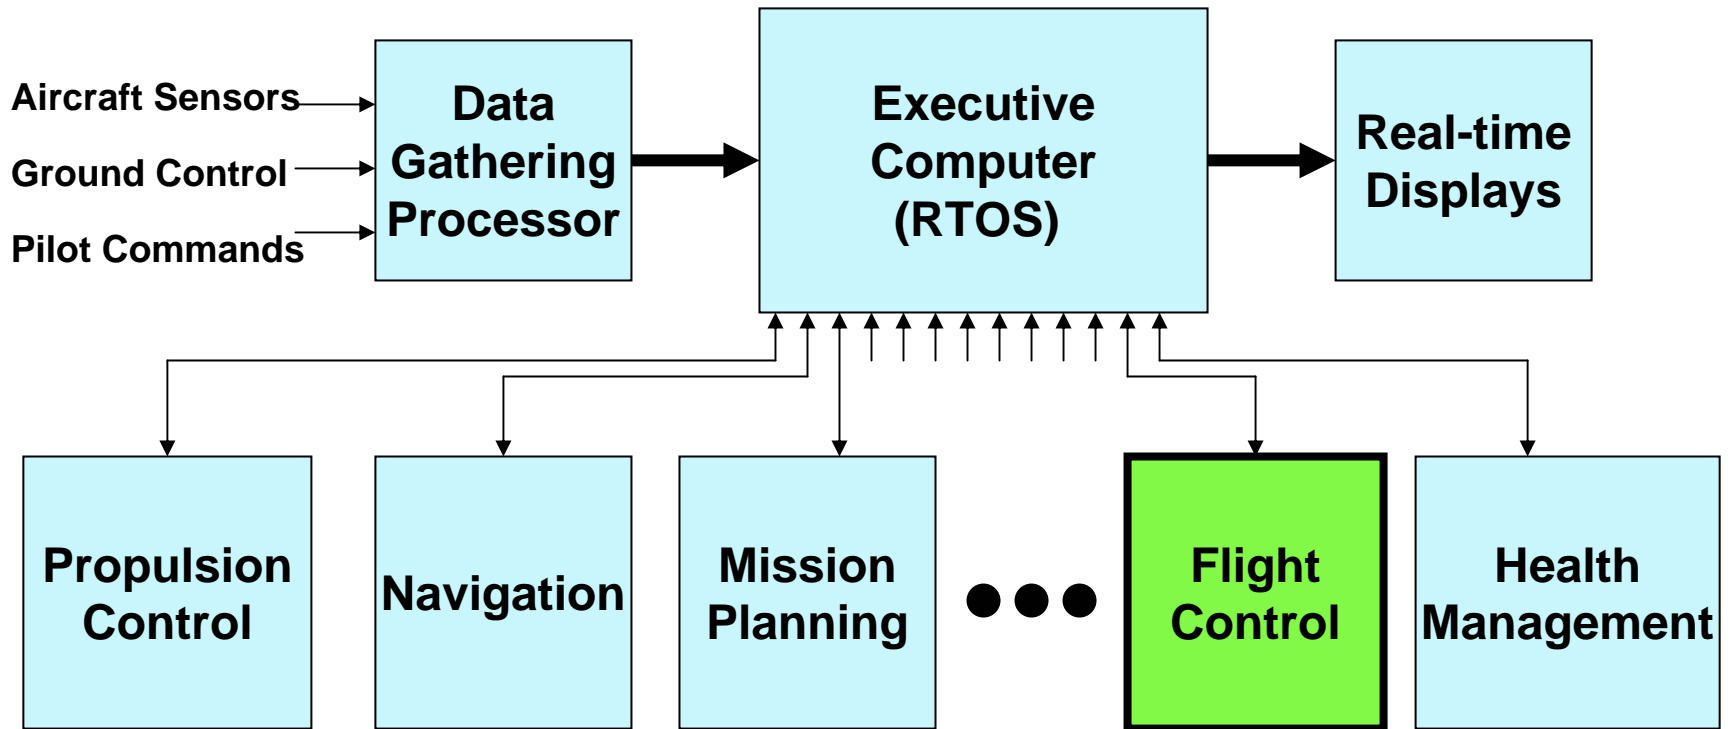 Aircraft Sensors
Ground Control
Pilot Commands
Data
Gathering
Processor
Executive
Computer
(RTOS)
Real-time
Displays
Propulsion
Control
Navigation
Mission
Planning
Flight
Control
Health
Management